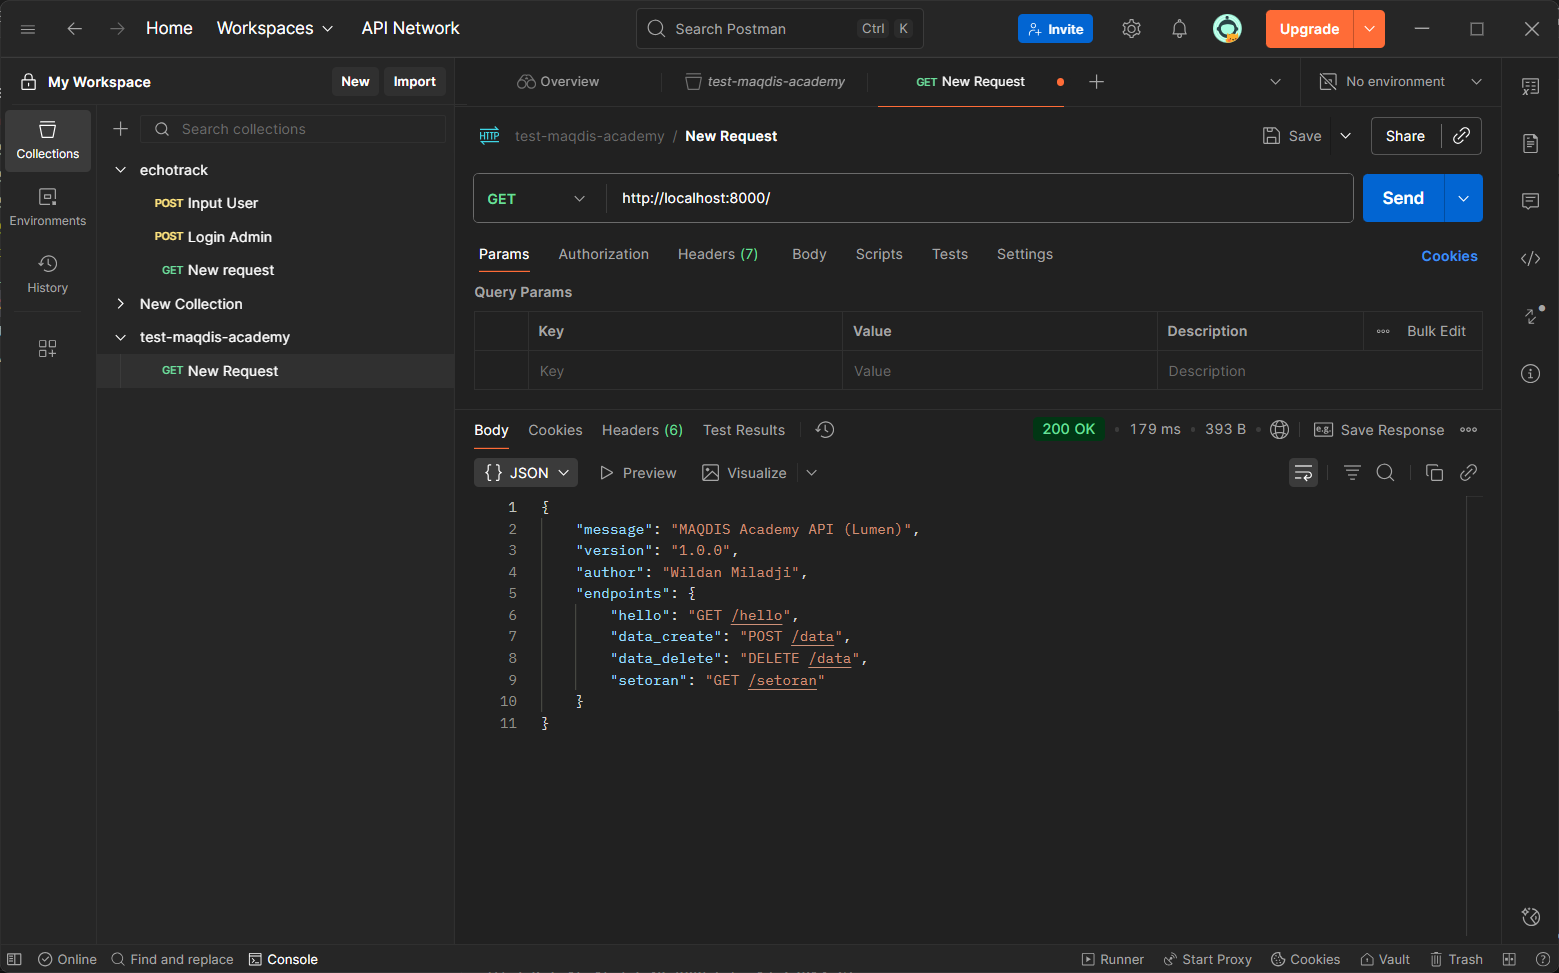 Home Workspaces API Network Search Postman Ctrl K Invite Upgrade
My Workspace New Import Overview test-maqdis-academy GET New Request No environment
Collections
Environments
History
Search collections
echotrack
POST Input User
POST Login Admin
GET New request
New Collection
test-maqdis-academy
GET New Request
HTTP test-maqdis-academy / New Request Save Share
GET http://localhost:8000/ Send
Params Authorization Headers (7) Body Scripts Tests Settings Cookies
Query Params
Key Value Description Bulk Edit
Key Value Description
Body Cookies Headers (6) Test Results 200 OK • 179 ms • 393 B • e.g. Save Response
{} JSON Preview Visualize
1 {
2 "message": "MAQDIS Academy API (Lumen)",
3 "version": "1.0.0",
4 "author": "Wildan Miladji",
5 "endpoints": {
6 "hello": "GET /hello",
7 "data_create": "POST /data",
8 "data_delete": "DELETE /data",
9 "setoran": "GET /setoran"
10 }
11 }
Online Find and replace Console Runner Start Proxy Cookies Vault Trash